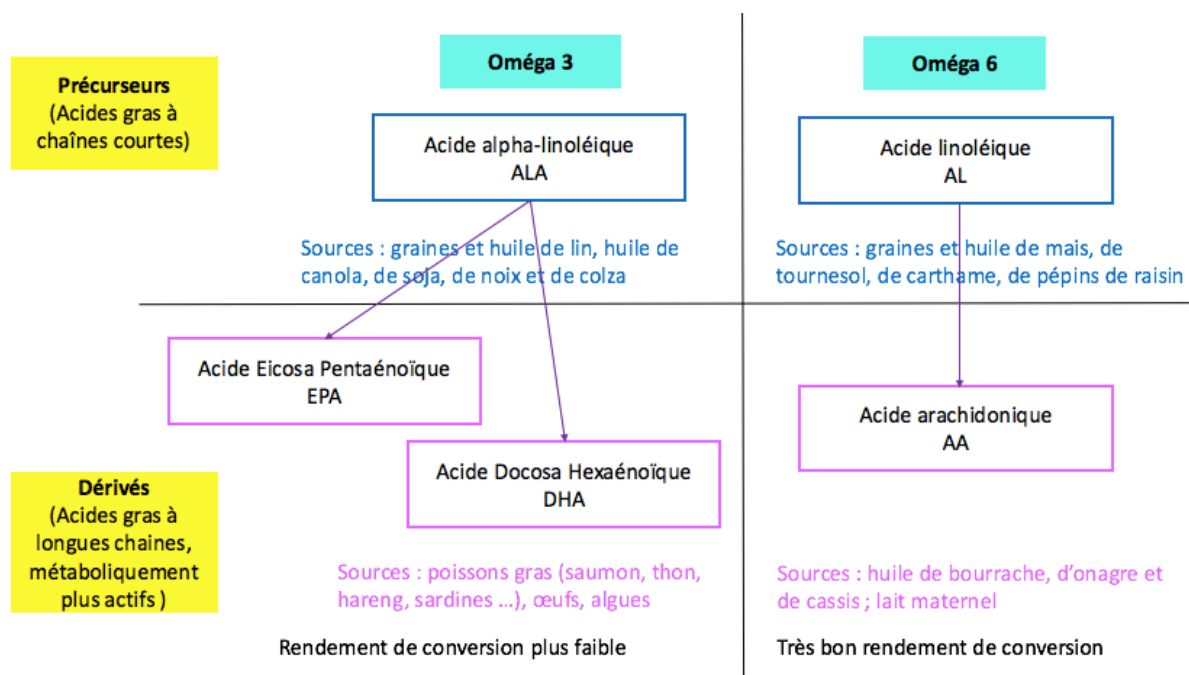 Oméga 3
Oméga 6
Précurseurs
(Acides gras à
chaînes courtes)
Acide alpha-linoléique
ALA
Acide linoléique
AL
Sources : graines et huile de lin, huile de
canola, de soja, de noix et de colza
Sources : graines et huile de mais, de
tournesol, de carthame, de pépins de raisin
Acide Eicosa Pentaénoïque
EPA
Acide Docosa Hexaénoïque
DHA
Acide arachidonique
AA
Dérivés
(Acides gras à
longues chaines,
métaboliquement
plus actifs )
Sources : poissons gras (saumon, thon,
hareng, sardines ...), œufs, algues
Sources : huile de bourrache, d'onagre et
de cassis ; lait maternel
Rendement de conversion plus faible
Très bon rendement de conversion